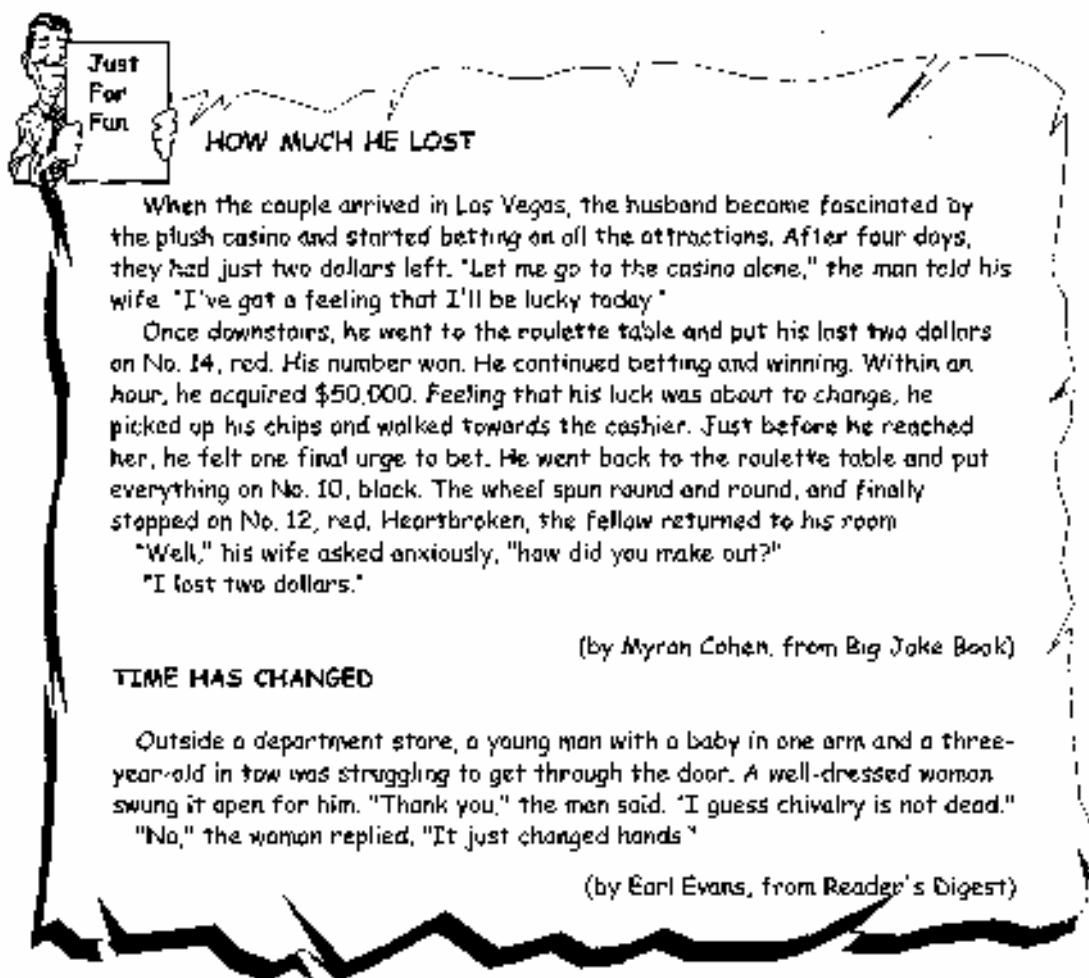 Just
For
Fun
HOW MUCH HE LOST
When the couple arrived in Las Vegas, the husband became fascinated by
the plush casino and started betting on all the attractions. After four days,
they had just two dollars left. "Let me go to the casino alone," the man told his
wife "I've got a feeling that I'll be lucky today"
Once downstairs, he went to the roulette table and put his last two dollars
on No. 14, red. His number won. He continued betting and winning. Within an
hour, he acquired $50,000. Feeling that his luck was about to change, he
picked up his chips and walked towards the cashier. Just before he reached
her, he felt one final urge to bet. He went back to the roulette table and put
everything on No. 10, black. The wheel spun round and round, and finally
stopped on No. 12, red. Heartbroken, the fellow returned to his room
"Well," his wife asked anxiously, "how did you make out?"
"I lost two dollars."
(by Myron Cohen, from Big Joke Book)
TIME HAS CHANGED
Outside a department store, a young man with a baby in one arm and a three-
year-old in tow was struggling to get through the door. A well-dressed woman
swung it open for him. "Thank you," the man said. "I guess chivalry is not dead."
"No," the woman replied, "It just changed hands"
(by Earl Evans, from Reader's Digest)